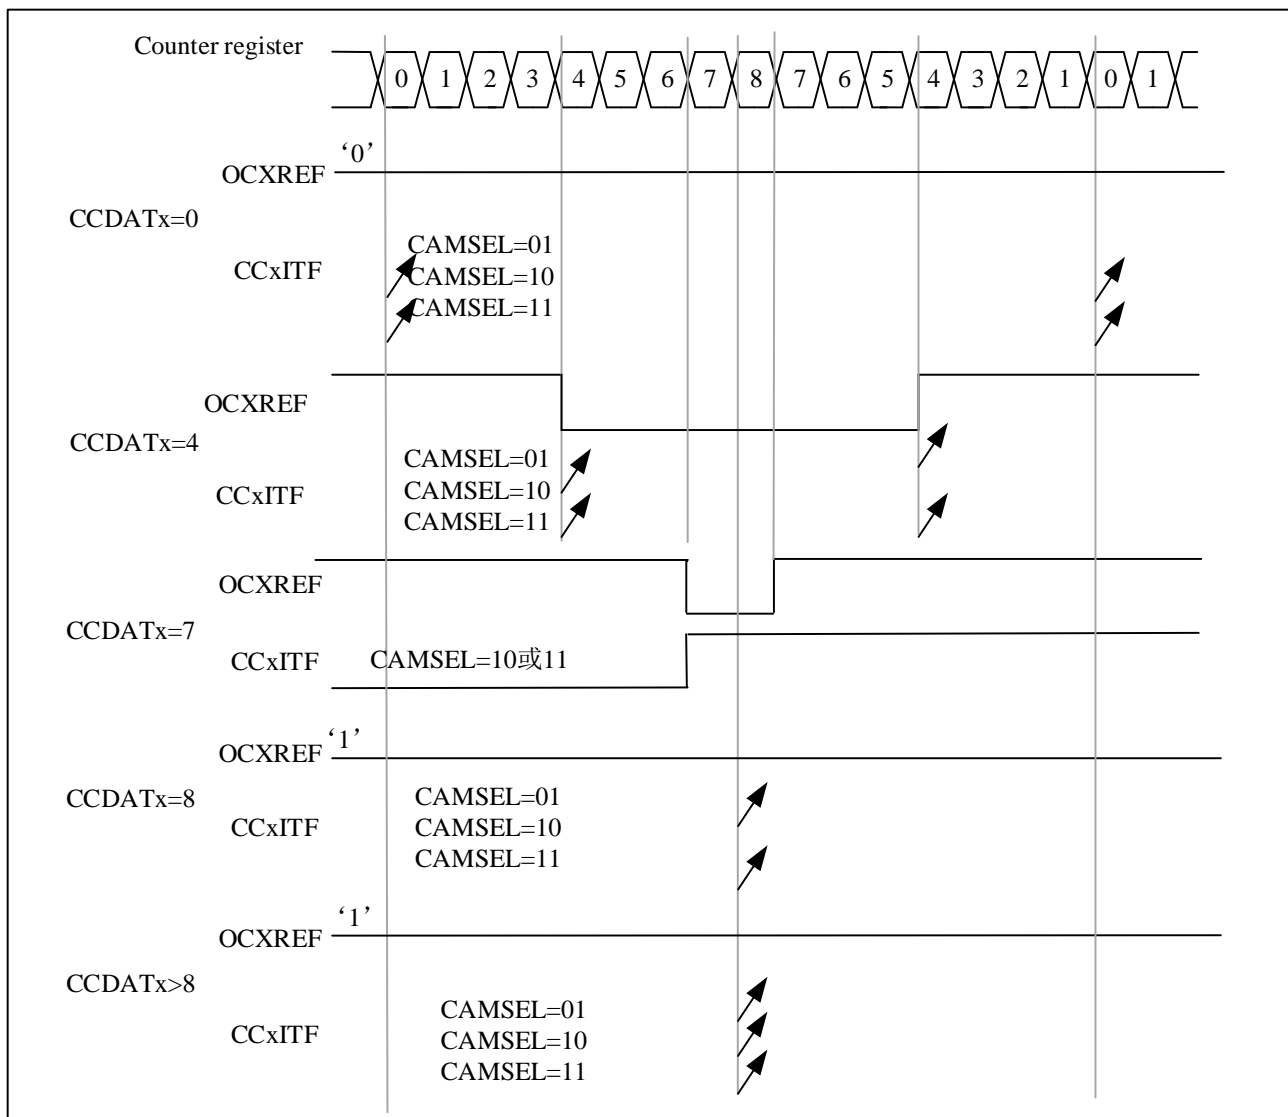 Counter register
0 1 2 3 4 5 6 7 8 7 6 5 4 3 2 1 0 1
‘0’
OCXREF
CCDATx=0
CAMSEL=01
CCxITF
CAMSEL=10
CAMSEL=11
OCXREF
CCDATx=4
CAMSEL=01
CAMSEL=10
CCxITF
CAMSEL=11
OCXREF
CCDATx=7
CCxITF
CAMSEL=10或11
‘1’
OCXREF
CCDATx=8
CAMSEL=01
CCxITF
CAMSEL=10
CAMSEL=11
‘1’
OCXREF
CCDATx>8
CAMSEL=01
CCxITF
CAMSEL=10
CAMSEL=11